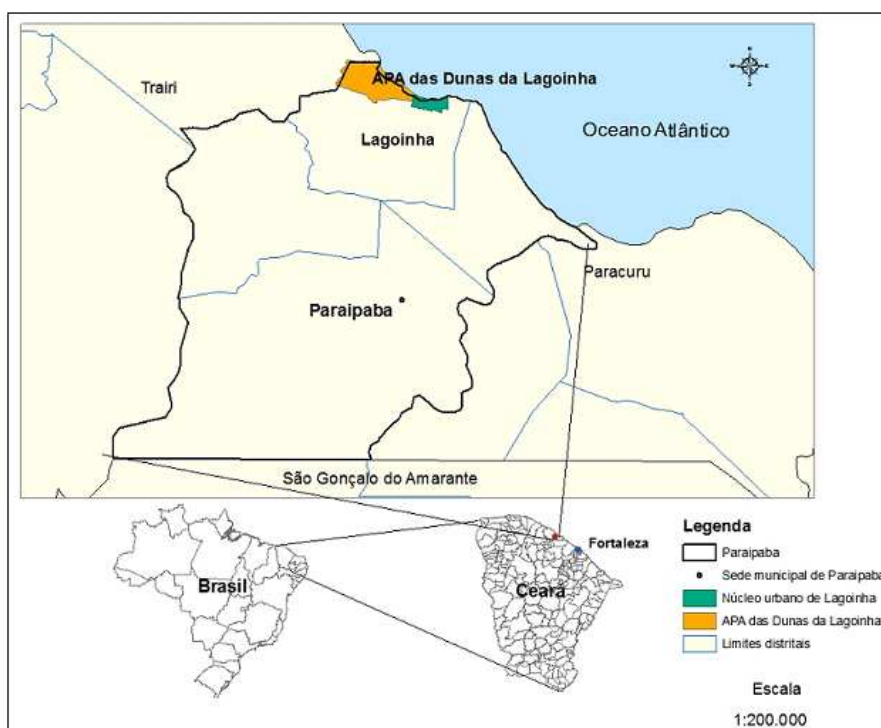 Trairi
APA das Dunas da Lagoinha
Oceano Atlântico
Lagoinha
Paracuru
Paraipaba
São Gonçalo do Amarante
Brasil
Ceará
Fortaleza
Legenda
Paraipaba
Sede municipal de Paraipaba
Núcleo urbano de Lagoinha
APA das Dunas da Lagoinha
Limites distritais
Escala
1:200.000